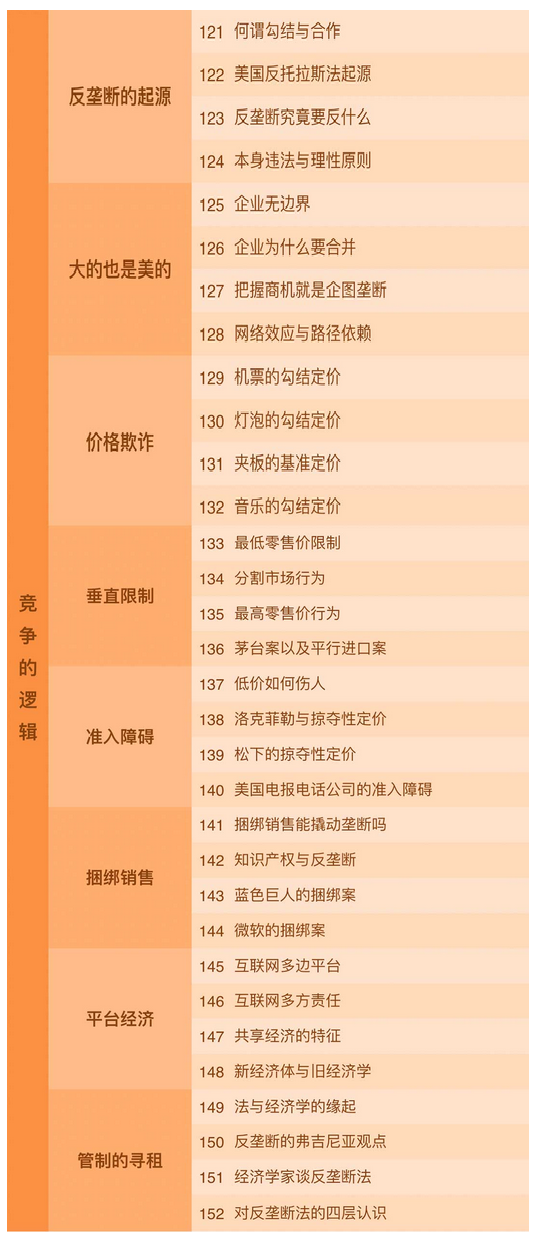 竞争的逻辑
反垄断的起源
121 何谓勾结与合作
122 美国反托拉斯法起源
123 反垄断究竟要反什么
124 本身违法与理性原则
大的也是美的
125 企业无边界
126 企业为什么要合并
127 把握商机就是企图垄断
128 网络效应与路径依赖
价格欺诈
129 机票的勾结定价
130 灯泡的勾结定价
131 夹板的基准定价
132 音乐的勾结定价
垂直限制
133 最低零售价限制
134 分割市场行为
135 最高零售价行为
136 茅台案以及平行进口案
准入障碍
137 低价如何伤人
138 洛克菲勒与掠夺性定价
139 松下的掠夺性定价
140 美国电报电话公司的准入障碍
捆绑销售
141 捆绑销售能撬动垄断吗
142 知识产权与反垄断
143 蓝色巨人的捆绑案
144 微软的捆绑案
平台经济
145 互联网多边平台
146 互联网多方责任
147 共享经济的特征
148 新经济体与旧经济学
管制的寻租
149 法与经济学的缘起
150 反垄断的弗吉尼亚观点
151 经济学家谈反垄断法
152 对反垄断法的四层认识